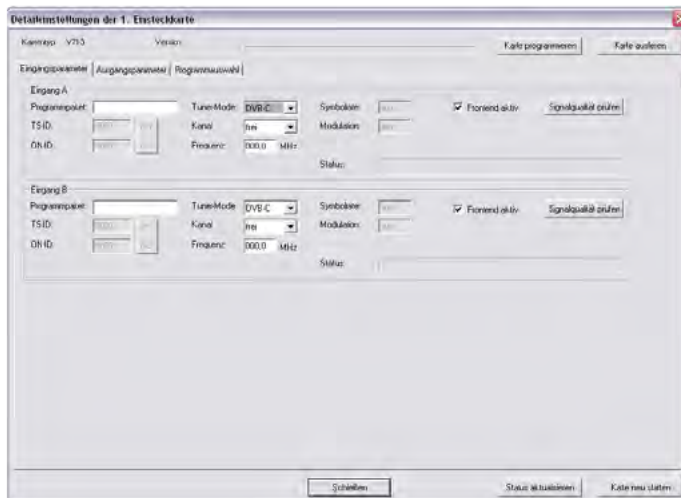 Detaileinstellungen der 1. Einsteckkarte
Kartentyp: V713 Version:
Karte programmieren Karte auslesen
Eingangsparameter Ausgangsparameter Programmauswahl
Eingang A
Programmpaket: Tuner-Mode: DVB-C Symbolrate: Frontend aktiv Signalqualität prüfen
TS ID: Kanal: frei Modulation:
ON ID: Frequenz: 000,0 MHz
Status:
Eingang B
Programmpaket: Tuner-Mode: DVB-C Symbolrate: Frontend aktiv Signalqualität prüfen
TS ID: Kanal: frei Modulation:
ON ID: Frequenz: 000,0 MHz
Status:
Schließen Status aktualisieren Karte neu starten